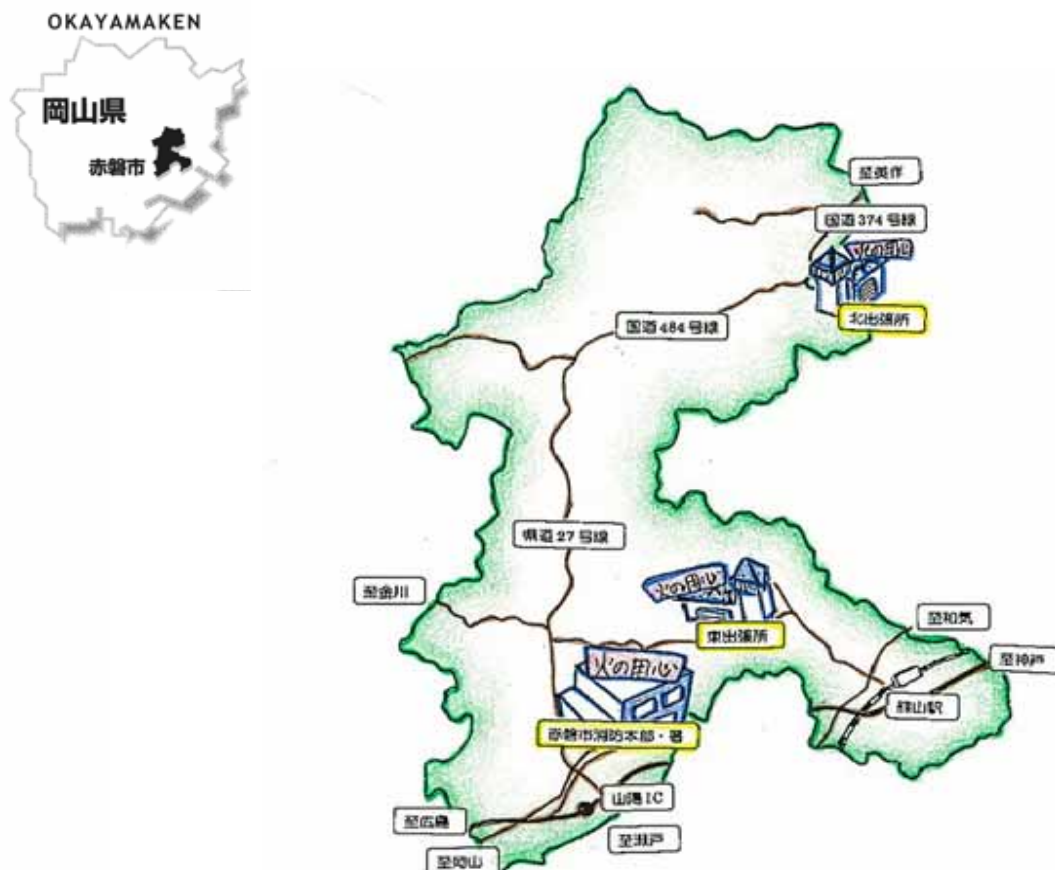 OKAYAMAKEN
岡山県
赤磐市
至英作
国道374号線
火の用心
北出張所
国道484号線
県道27号線
至金川
火の用心
東出張所
至和気
至神戸
火の用心
熊山駅
赤磐市消防本部・署
山陽IC
至広島
至瀬戸
至岡山